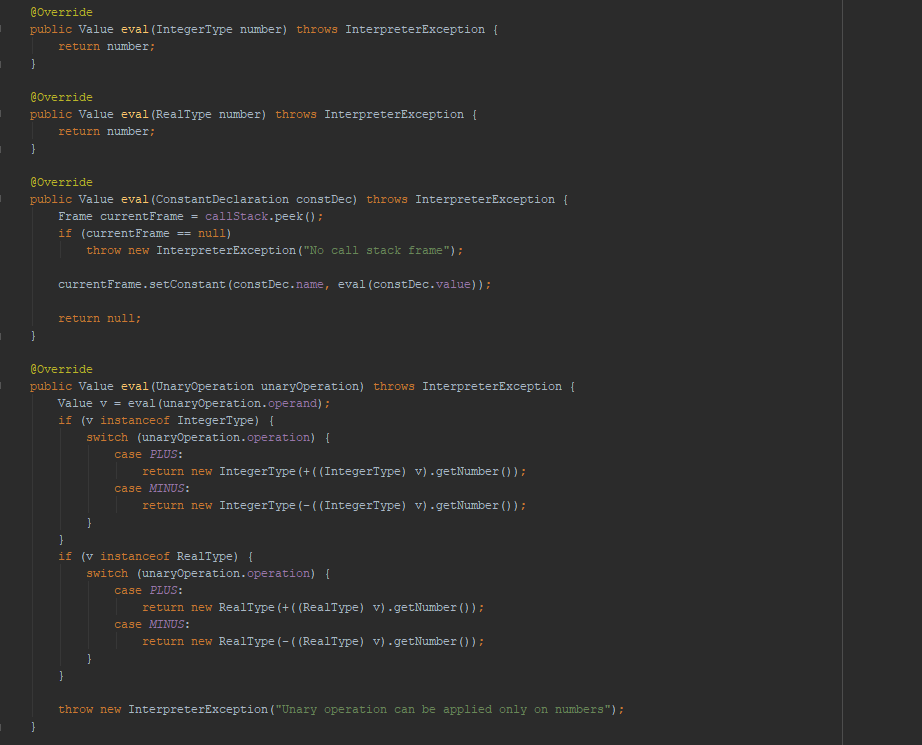 @Override
public Value eval(IntegerType number) throws InterpreterException {
    return number;
}

@Override
public Value eval(RealType number) throws InterpreterException {
    return number;
}

@Override
public Value eval(ConstantDeclaration constDec) throws InterpreterException {
    Frame currentFrame = callStack.peek();
    if (currentFrame == null)
        throw new InterpreterException("No call stack frame");

    currentFrame.setConstant(constDec.name, eval(constDec.value));

    return null;
}

@Override
public Value eval(UnaryOperation unaryOperation) throws InterpreterException {
    Value v = eval(unaryOperation.operand);
    if (v instanceof IntegerType) {
        switch (unaryOperation.operation) {
            case PLUS:
                return new IntegerType(+((IntegerType) v).getNumber());
            case MINUS:
                return new IntegerType(-((IntegerType) v).getNumber());
        }
    }
    if (v instanceof RealType) {
        switch (unaryOperation.operation) {
            case PLUS:
                return new RealType(+((RealType) v).getNumber());
            case MINUS:
                return new RealType(-((RealType) v).getNumber());
        }
    }

    throw new InterpreterException("Unary operation can be applied only on numbers");
}